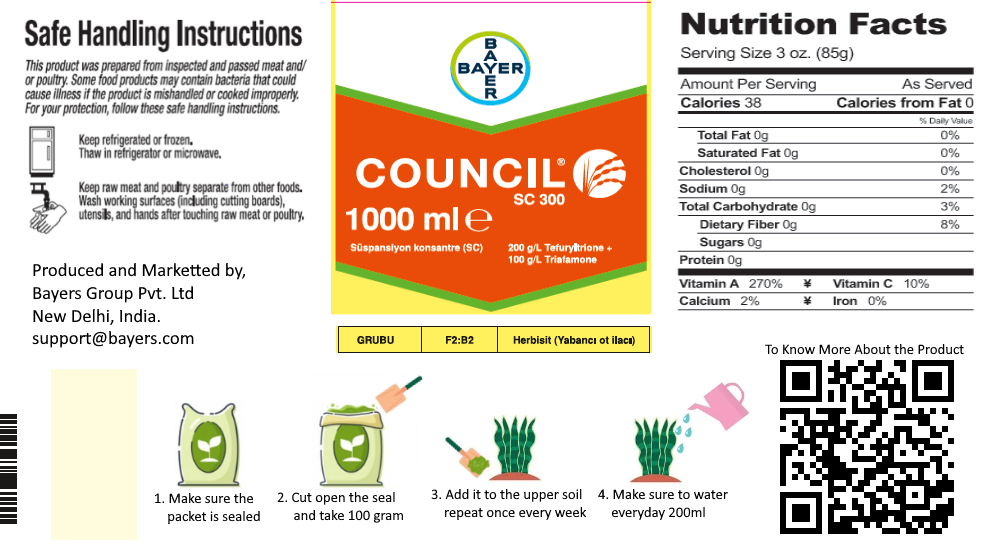 Safe Handling Instructions
This product was prepared from inspected and passed meat and/
or poultry. Some food products may contain bacteria that could
cause illness if the product is mishandled or cooked improperly.
For your protection, follow these safe handling instructions.
Keep refrigerated or frozen.
Thaw in refrigerator or microwave.
Keep raw meat and poultry separate from other foods.
Wash working surfaces (including cutting boards),
utensils, and hands after touching raw meat or poultry.
Produced and Marketted by,
Bayers Group Pvt. Ltd
New Delhi, India.
support@bayers.com
BAYER
BAYER
COUNCIL®
SC 300
1000 ml ℮
Süspansiyon konsantre (SC)
200 g/L Tefuryltrione +
100 g/L Triafamone
GRUBU F2:B2 Herbisit (Yabancı ot ilacı)
Nutrition Facts
Serving Size 3 oz. (85g)
Amount Per Serving As Served
Calories 38 Calories from Fat 0
% Daily Value
Total Fat 0g 0%
Saturated Fat 0g 0%
Cholesterol 0g 0%
Sodium 0g 2%
Total Carbohydrate 0g 3%
Dietary Fiber 0g 8%
Sugars 0g
Protein 0g
Vitamin A 270% ¥ Vitamin C 10%
Calcium 2% ¥ Iron 0%
To Know More About the Product
1. Make sure the
packet is sealed
2. Cut open the seal
and take 100 gram
3. Add it to the upper soil
repeat once every week
4. Make sure to water
everyday 200ml